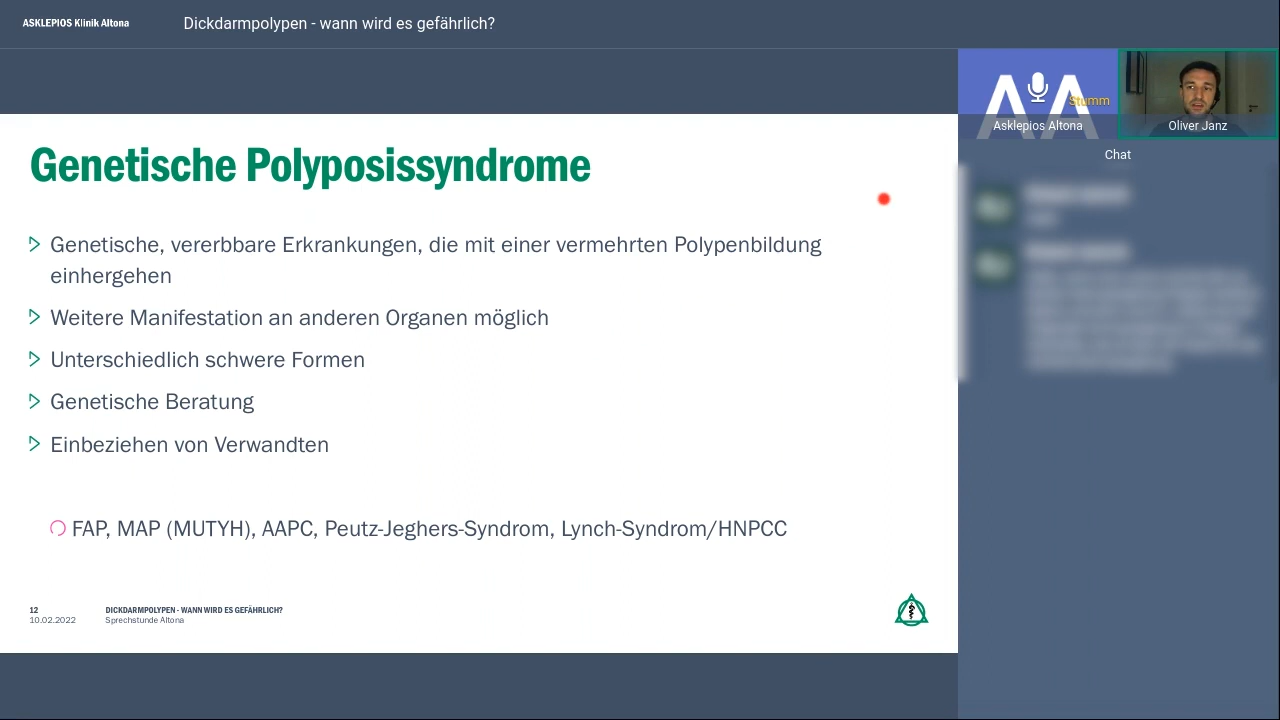 ASKLEPIOS Klinik Altona
Dickdarmpolypen - wann wird es gefährlich?
Stumm
Asklepios Altona
Oliver Janz
Chat
Genetische Polyposissyndrome
Genetische, vererbbare Erkrankungen, die mit einer vermehrten Polypenbildung
einhergehen
Weitere Manifestation an anderen Organen möglich
Unterschiedlich schwere Formen
Genetische Beratung
Einbeziehen von Verwandten
FAP, MAP (MUTYH), AAPC, Peutz-Jeghers-Syndrom, Lynch-Syndrom/HNPCC
12
DICKDARMPOLYPEN - WANN WIRD ES GEFÄHRLICH?
10.02.2022
Sprechstunde Altona